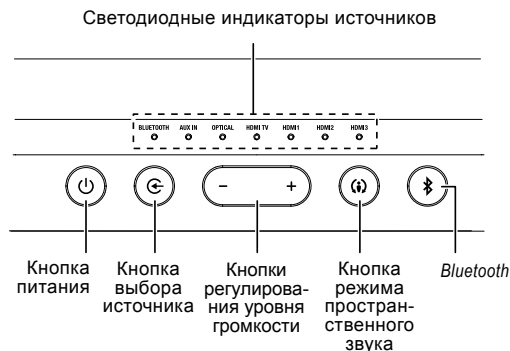 Светодиодные индикаторы источников
BLUETOOTH AUX IN OPTICAL HDMI TV HDMI1 HDMI2 HDMI3
Кнопка
питания
Кнопка
выбора
источника
Кнопки
регулирова-
ния уровня
громкости
Кнопка
режима
простран-
ственного
звука
Bluetooth